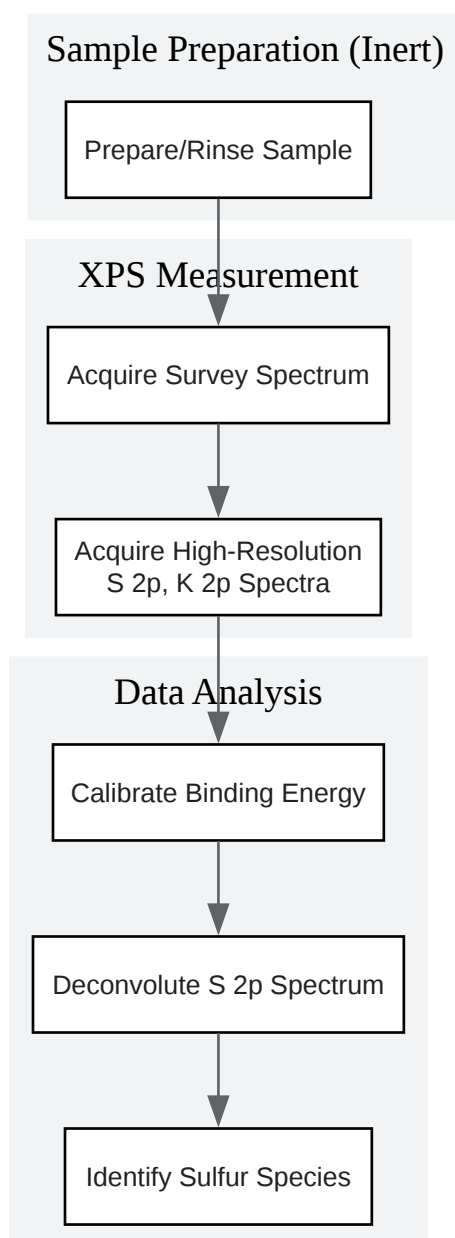 Sample Preparation (Inert)
Prepare/Rinse Sample
XPS Measurement
Acquire Survey Spectrum
Acquire High-Resolution
S 2p, K 2p Spectra
Data Analysis
Calibrate Binding Energy
Deconvolute S 2p Spectrum
Identify Sulfur Species